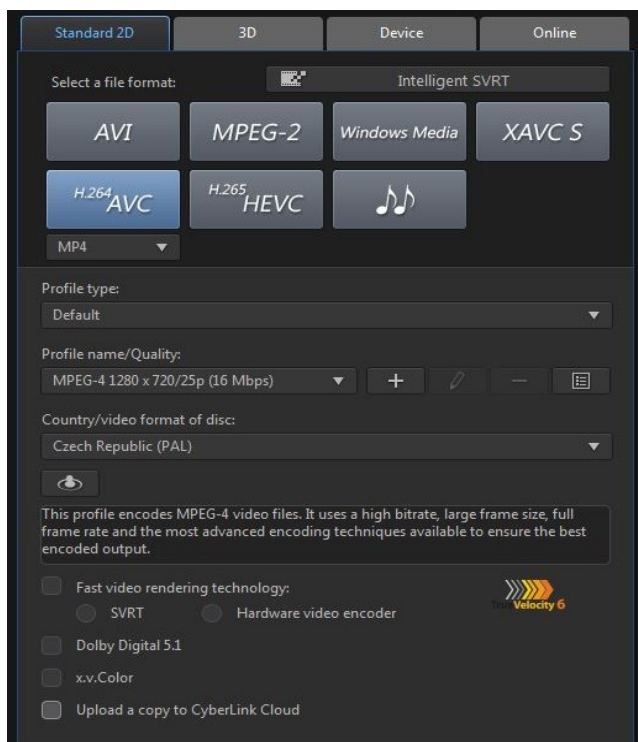 Standard 2D 3D Device Online
Select a file format: Intelligent SVRT
AVI MPEG-2 Windows Media XAVC S
H.264 AVC H.265 HEVC
MP4
Profile type:
Default
Profile name/Quality:
MPEG-4 1280 x 720/25p (16 Mbps)
Country/video format of disc:
Czech Republic (PAL)
This profile encodes MPEG-4 video files. It uses a high bitrate, large frame size, full
frame rate and the most advanced encoding techniques available to ensure the best
encoded output.
Fast video rendering technology:
SVRT Hardware video encoder
Velocity 6
Dolby Digital 5.1
x.v.Color
Upload a copy to CyberLink Cloud